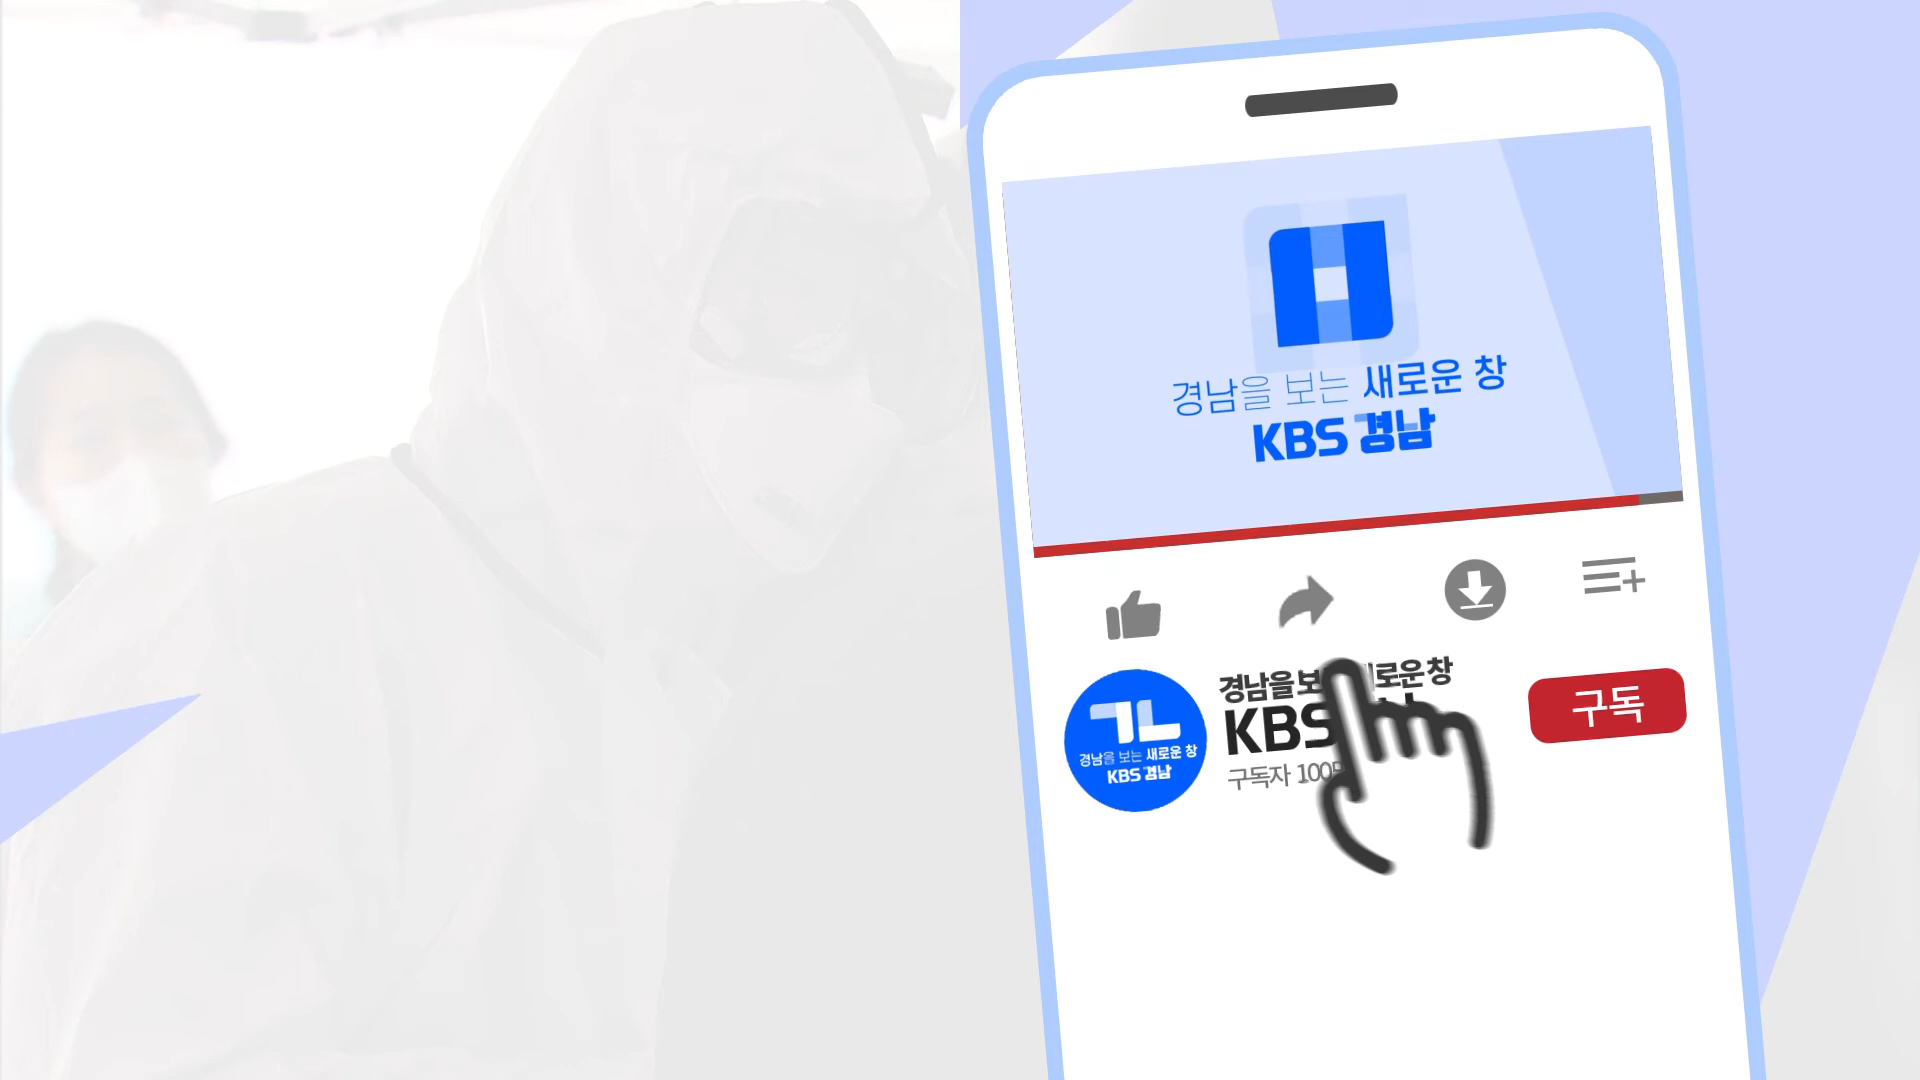 경남을 보는 새로운 창
KBS 경남
경남을 보는 새로운 창
KBS 경남
경남을 보 로운 창
KBS
구독자 100
구독